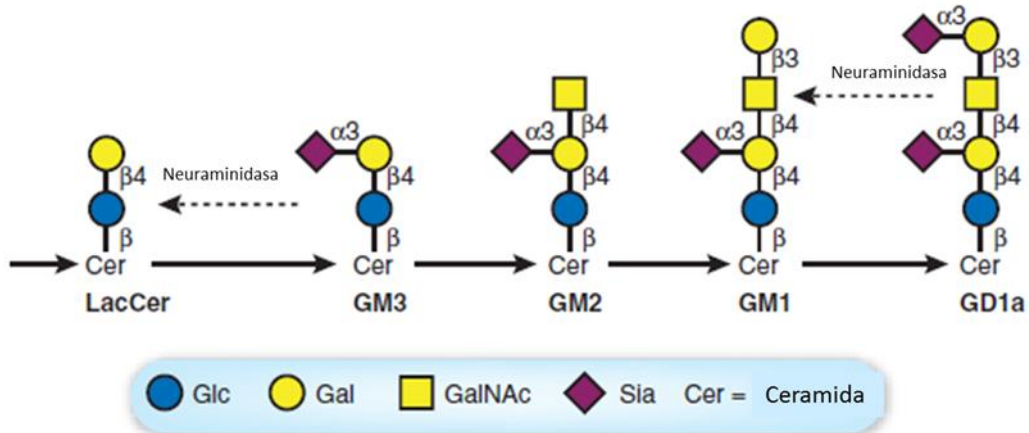 α3
β3
Neuraminidasa
β3
α3
β4
α3
β4
α3
β4
α3
β4
Neuraminidasa
β4
β4
β4
β4
β
β
β
β
β
Cer
Cer
Cer
Cer
Cer
LacCer
GM3
GM2
GM1
GD1a
Glc
Gal
GalNAc
Sia
Cer = Ceramida